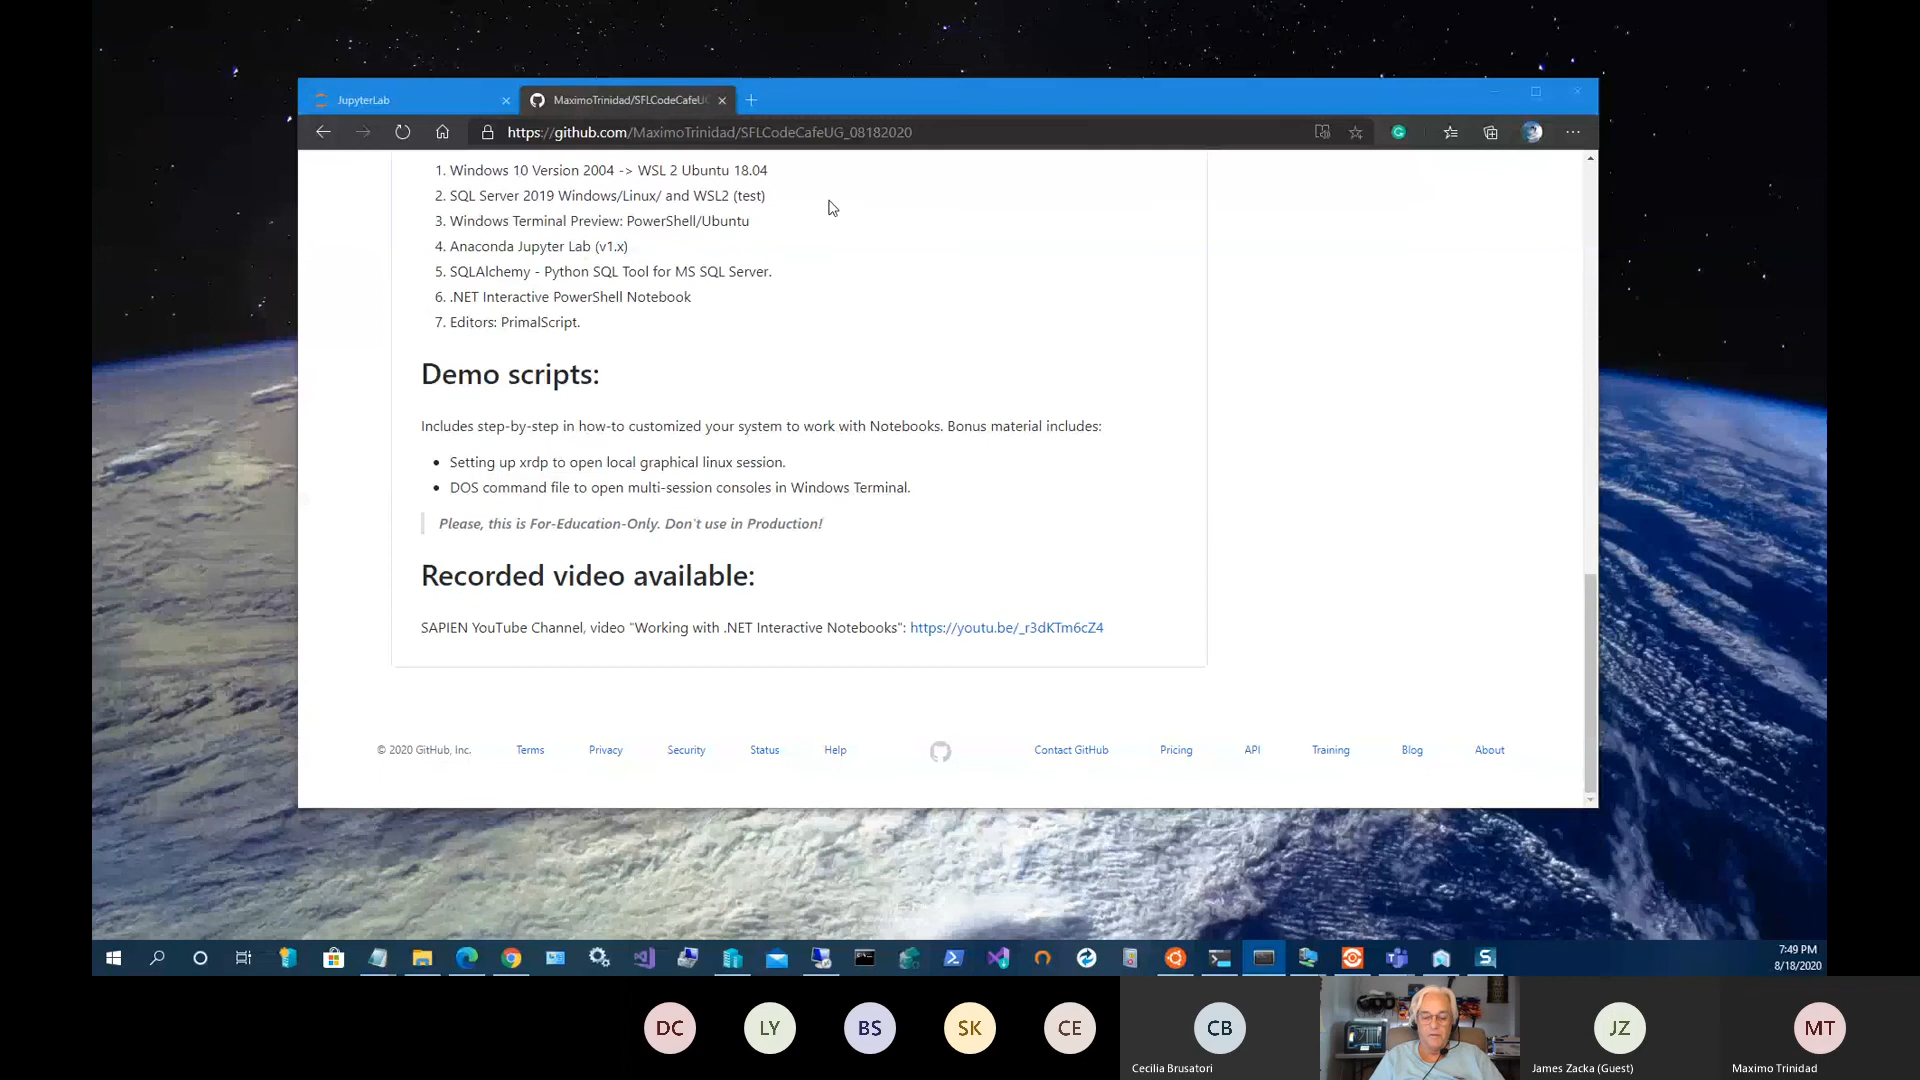 JupyterLab
MaximoTrinidad/SFLCodeCafeUG
https://github.com/MaximoTrinidad/SFLCodeCafeUG_08182020
1. Windows 10 Version 2004 -> WSL 2 Ubuntu 18.04
2. SQL Server 2019 Windows/Linux/ and WSL2 (test)
3. Windows Terminal Preview: PowerShell/Ubuntu
4. Anaconda Jupyter Lab (v1.x)
5. SQLAlchemy - Python SQL Tool for MS SQL Server.
6. .NET Interactive PowerShell Notebook
7. Editors: PrimalScript.
Demo scripts:
Includes step-by-step in how-to customized your system to work with Notebooks. Bonus material includes:
• Setting up xrdp to open local graphical linux session.
• DOS command file to open multi-session consoles in Windows Terminal.
Please, this is For-Education-Only. Don`t use in Production!
Recorded video available:
SAPIEN YouTube Channel, video "Working with .NET Interactive Notebooks": https://youtu.be/_r3dKTm6cZ4
© 2020 GitHub, Inc. Terms Privacy Security Status Help Contact GitHub Pricing API Training Blog About
7:49 PM
8/18/2020
DC LY BS SK CE CB JZ MT
Cecilia Brusatori James Zacka (Guest) Maximo Trinidad